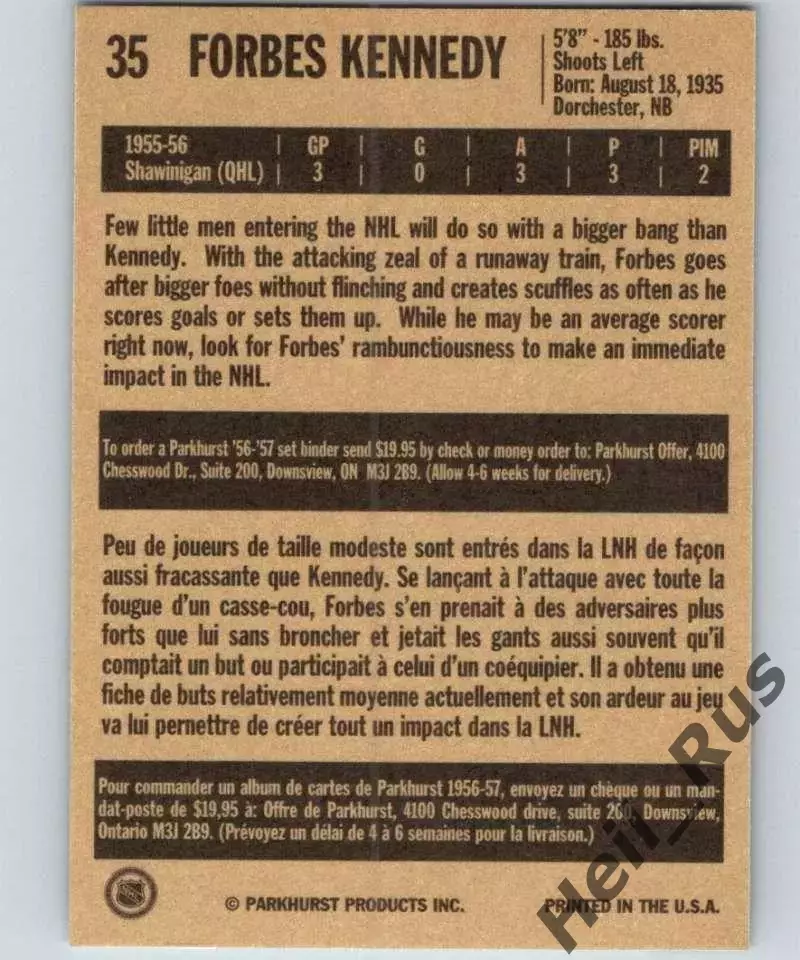 35 FORBES KENNEDY
5'8" - 185 lbs.
Shoots Left
Born: August 18, 1935
Dorchester, NB
1955-56 | GP | G | A | P | PIM
Shawinigan (QHL) | 3 | 0 | 3 | 3 | 2
Few little men entering the NHL will do so with a bigger bang than
Kennedy. With the attacking zeal of a runaway train, Forbes goes
after bigger foes without flinching and creates scuffles as often as he
scores goals or sets them up. While he may be an average scorer
right now, look for Forbes' rambunctiousness to make an immediate
impact in the NHL.
To order a Parkhurst '56-'57 set binder send $19.95 by check or money order to: Parkhurst Offer, 4100
Chesswood Dr., Suite 200, Downsview, ON M3J 2B9. (Allow 4-6 weeks for delivery.)
Peu de joueurs de taille modeste sont entrés dans la LNH de façon
aussi fracassante que Kennedy. Se lançant à l'attaque avec toute la
fougue d'un casse-cou, Forbes s'en prenait à des adversaires plus
forts que lui sans broncher et jetait les gants aussi souvent qu'il
comptait un but ou participait à celui d'un coéquipier. Il a obtenu une
fiche de buts relativement moyenne actuellement et son ardeur au jeu
va lui pernettre de créer tout un impact dans la LNH.
Pour commander un album de cartes de Parkhurst 1956-57, envoyez un chèque ou un man-
dat-poste de $19,95 à: Offre de Parkhurst, 4100 Chesswood drive, suite 200, Downsview,
Ontario M3J 2B9. (Prévoyez un délai de 4 à 6 semaines pour la livraison.)
NHL
© PARKHURST PRODUCTS INC.
PRINTED IN THE U.S.A.
Heil_Rus